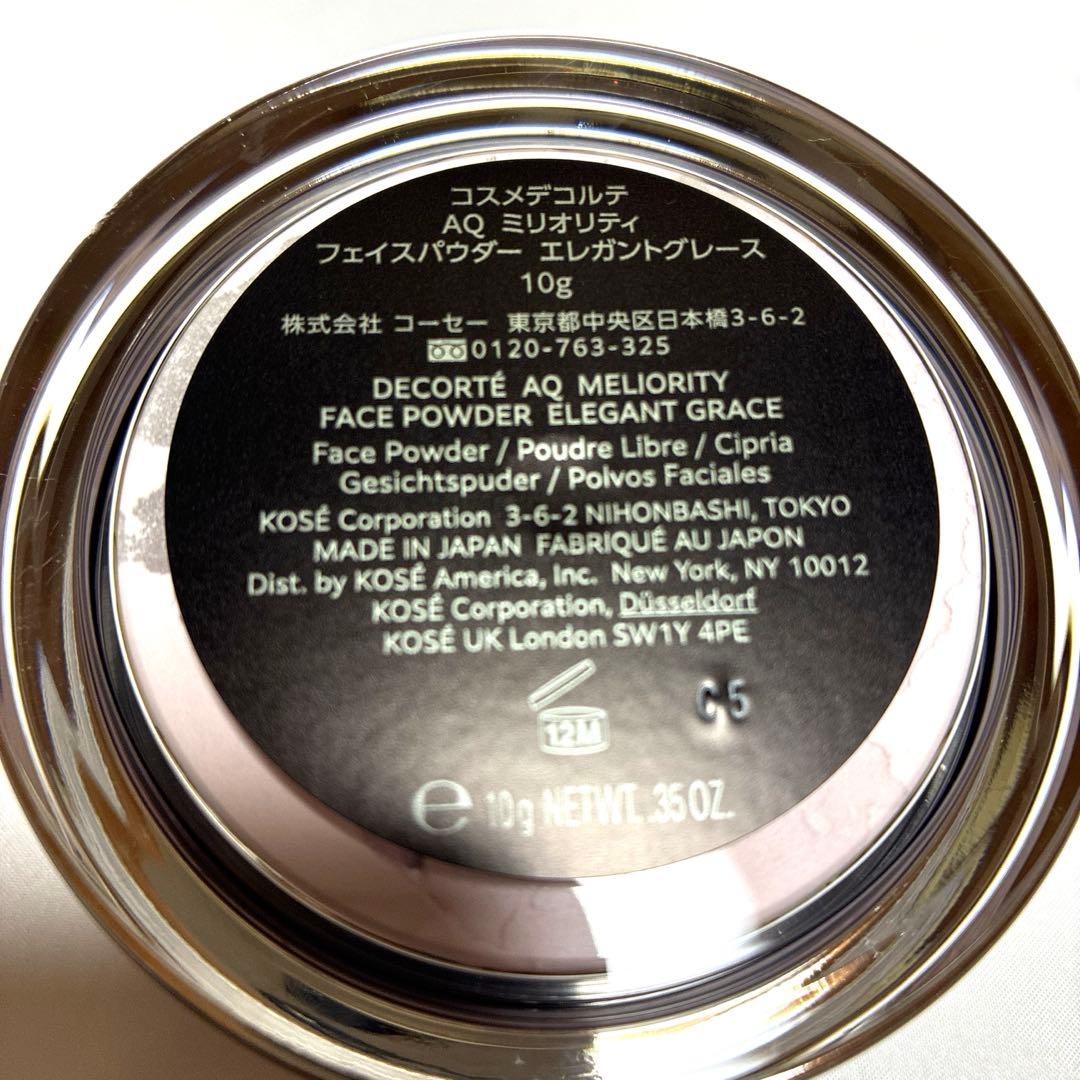 コスメデコルテ
AQ ミリオリティ
フェイスパウダー エレガントグレース
10g
株式会社 コーセー 東京都中央区日本橋3-6-2
0120-763-325
DECORTÉ AQ MELIORITY
FACE POWDER ELEGANT GRACE
Face Powder / Poudre Libre / Cipria
Gesichtspuder / Polvos Faciales
KOSÉ Corporation 3-6-2 NIHONBASHI, TOKYO
MADE IN JAPAN FABRIQUÉ AU JAPON
Dist. by KOSÉ America, Inc. New York, NY 10012
KOSÉ Corporation, Düsseldorf
KOSÉ UK London SW1Y 4PE
12M
C 5
e 10g NETWT. .35 OZ.